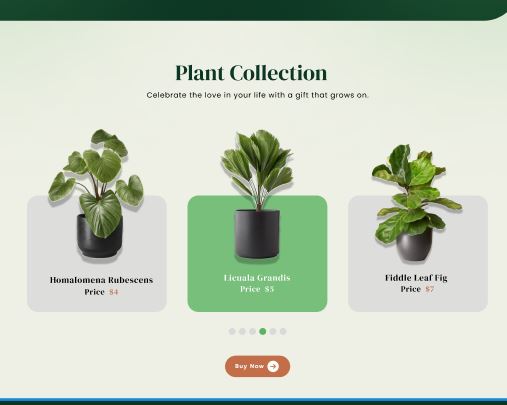 Plant Collection
Celebrate the love in your life with a gift that grows on.
Homalomena Rubescens
Price $4
Licuala Grandis
Price $5
Fiddle Leaf Fig
Price $7
Buy Now